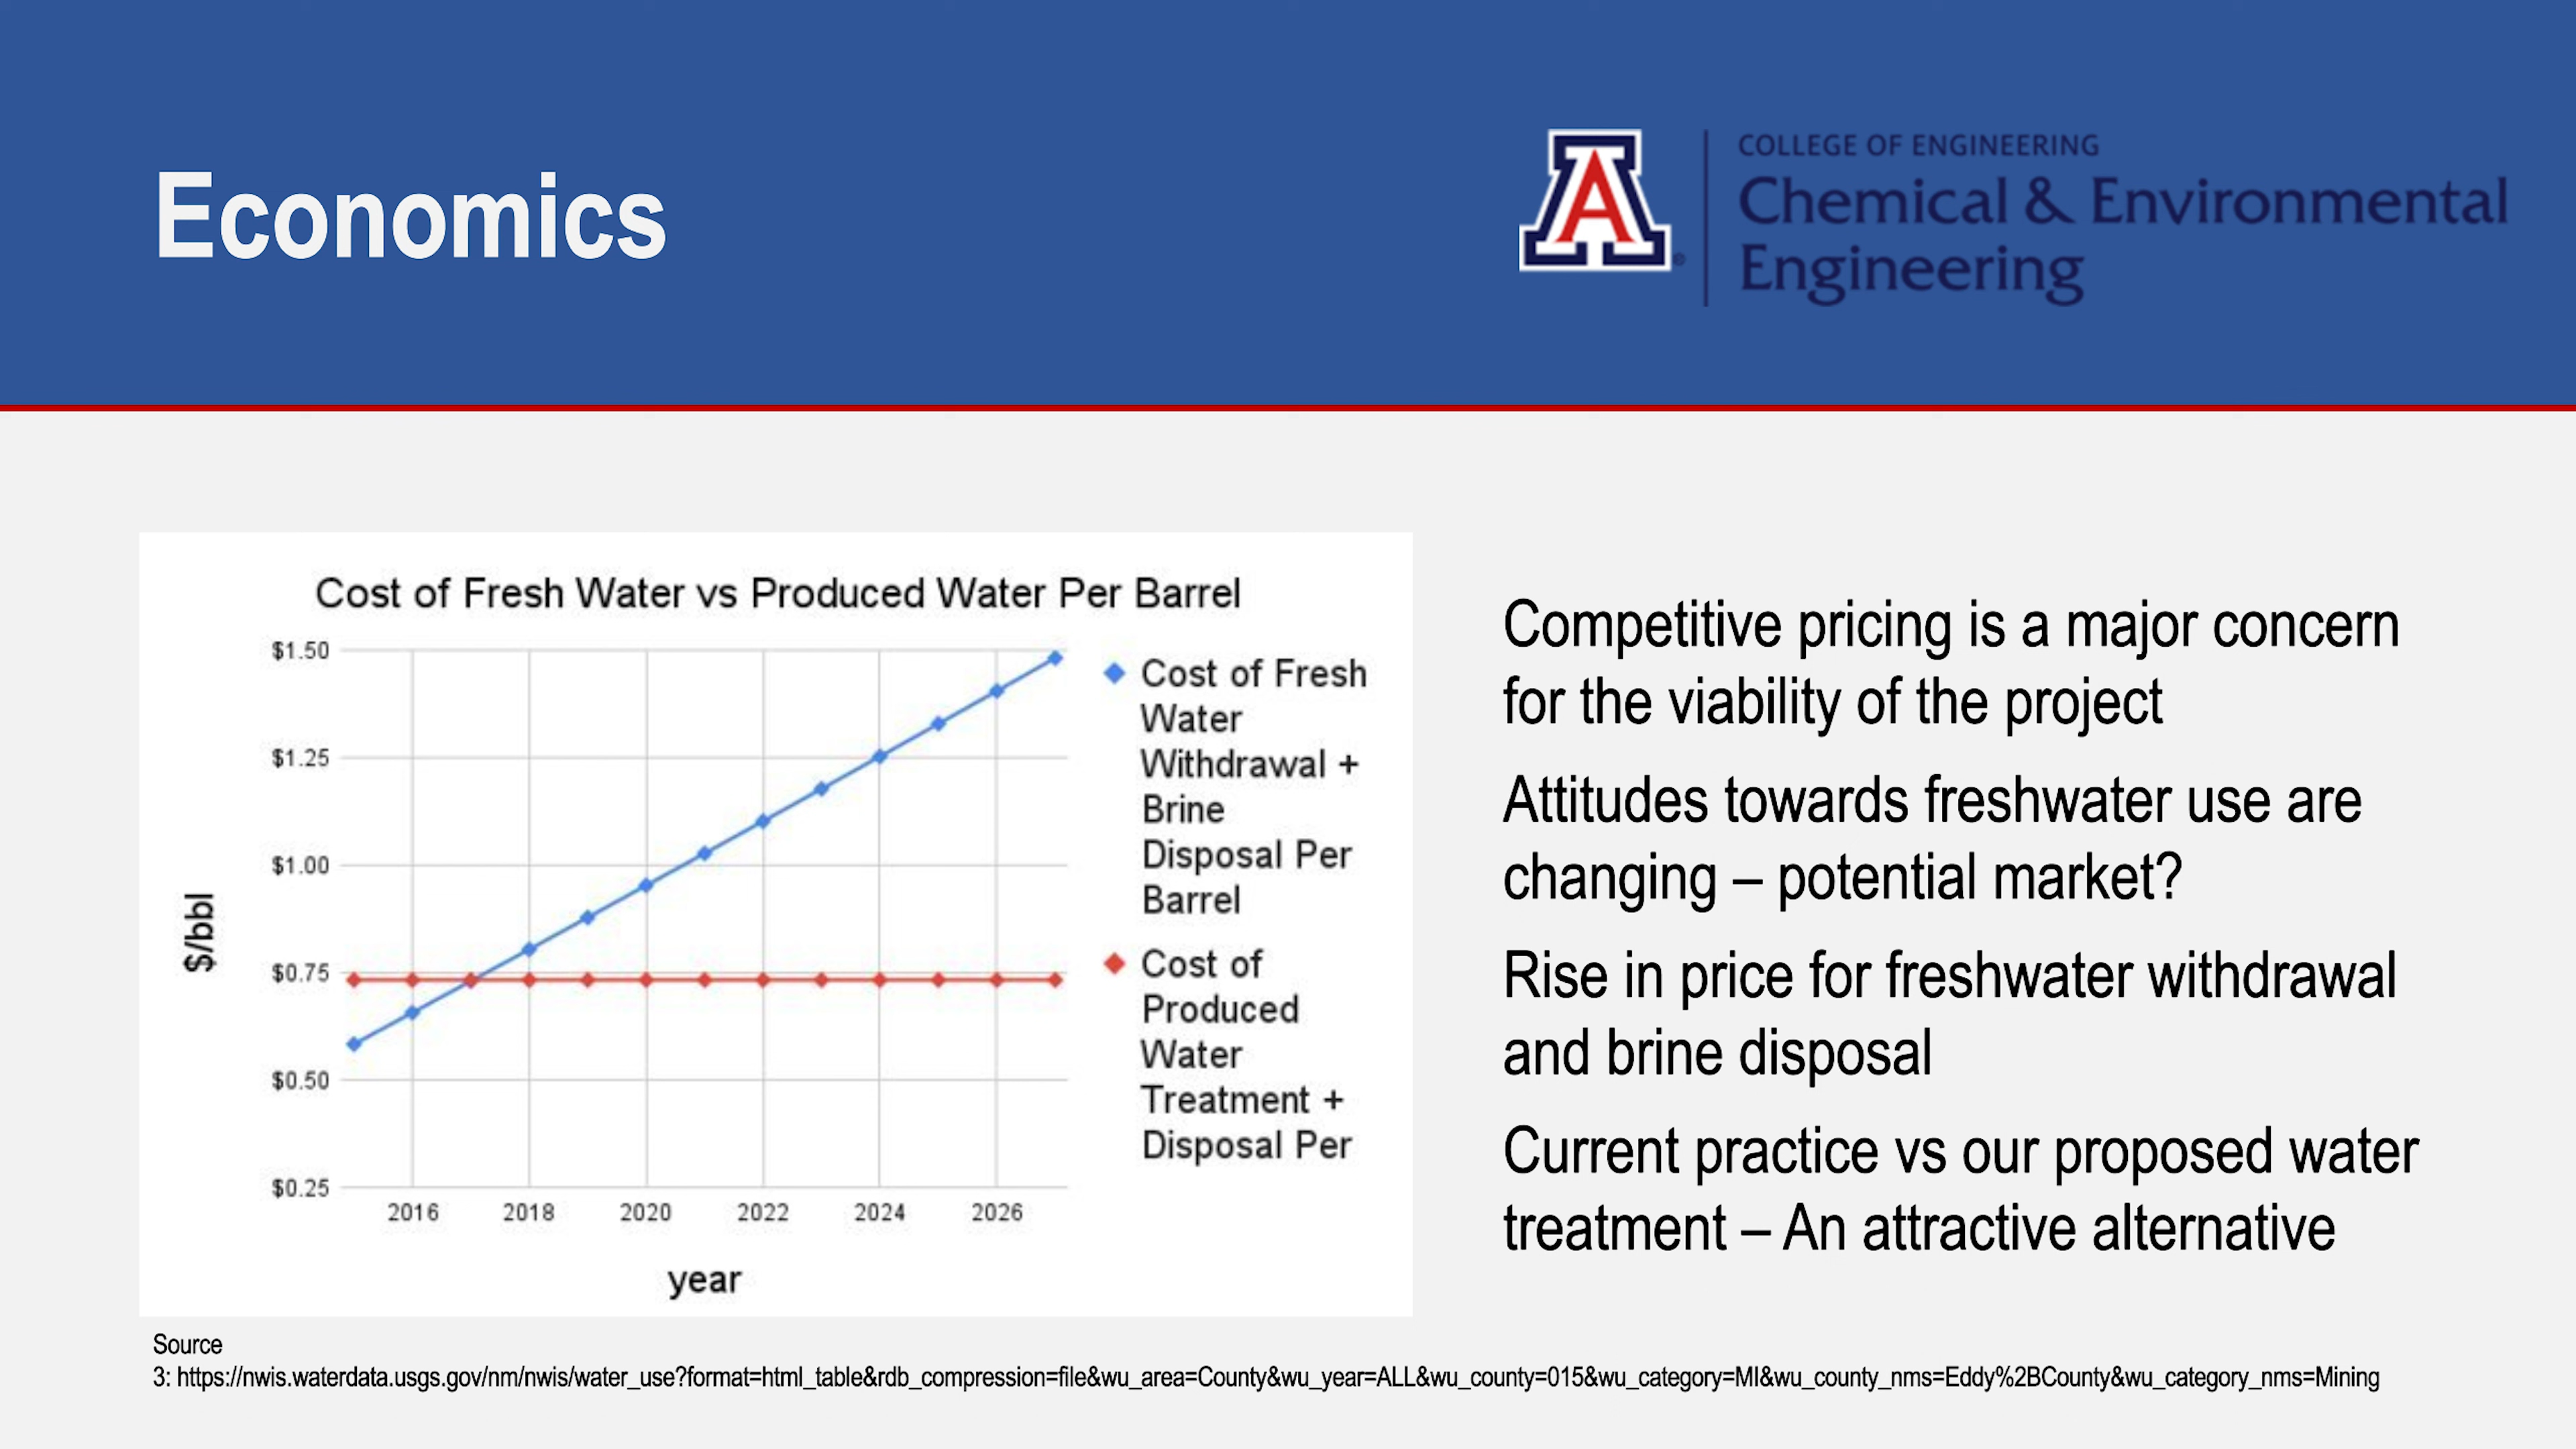 Economics
COLLEGE OF ENGINEERING
Chemical & Environmental
Engineering
Cost of Fresh Water vs Produced Water Per Barrel
$1.50
$1.25
$1.00
$0.75
$0.50
$0.25
$/bbl
2016 2018 2020 2022 2024 2026
year
Cost of Fresh
Water
Withdrawal +
Brine
Disposal Per
Barrel
Cost of
Produced
Water
Treatment +
Disposal Per
Competitive pricing is a major concern
for the viability of the project
Attitudes towards freshwater use are
changing – potential market?
Rise in price for freshwater withdrawal
and brine disposal
Current practice vs our proposed water
treatment – An attractive alternative
Source
3: https://nwis.waterdata.usgs.gov/nm/nwis/water_use?format=html_table&rdb_compression=file&wu_area=County&wu_year=ALL&wu_county=015&wu_category=MI&wu_county_nms=Eddy%2BCounty&wu_category_nms=Mining